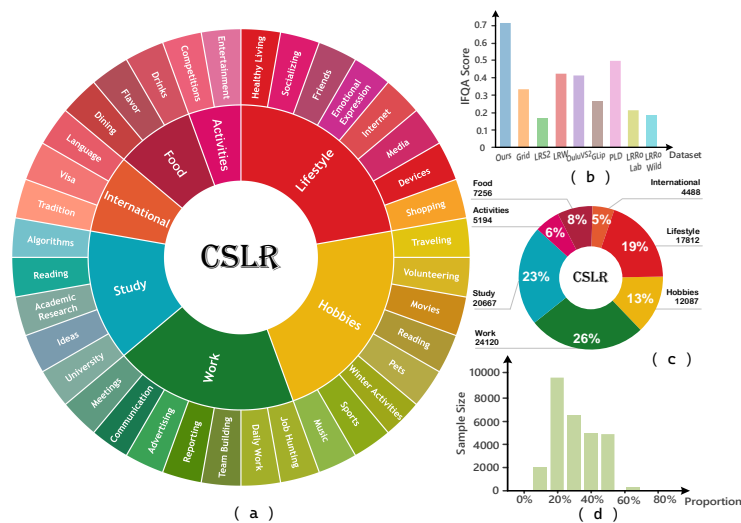 Healthy Living
Socializing
Friends
Emotional
Expression
Internet
Media
Devices
Shopping
Traveling
Volunteering
Movies
Reading
Pets
Winter Activities
Sports
Music
Job Hunting
Daily Work
Team Building
Reporting
Advertising
Communication
Meetings
University
Ideas
Academic
Research
Reading
Algorithms
Tradition
Visa
Language
Dining
Flavor
Drinks
Competitions
Entertainment
Lifestyle
Hobbies
Work
Study
International
Food
Activities
CSLR
( a )
IFQA Score
0.7
0.6
0.5
0.4
0.3
0.2
0.1
0
Ours
Grid
LRS2
LRW
OuluVS2
GLip
PLD
LRRo
Lab
LRRo
Wild
Dataset
( b )
Food
7256
International
4488
Activities
5194
Lifestyle
17812
Study
20667
Hobbies
12087
Work
24120
8%
5%
6%
19%
23%
13%
26%
CSLR
( c )
Sample Size
10000
8000
6000
4000
2000
0
0%
20%
40%
60%
80%
Proportion
( d )